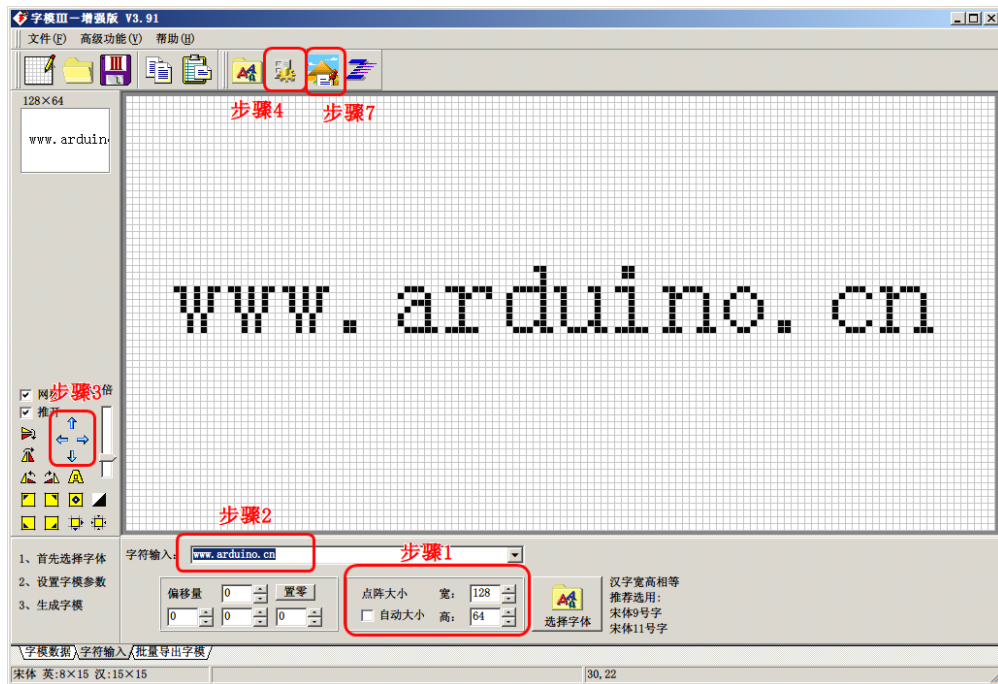 字模III-增强版 V3.91
文件(F) 高级功能(V) 帮助(H)
步骤4 步骤7
128×64
www.arduin
www.arduino.cn
步骤3 倍
推开
步骤2
字符输入: www.arduino.cn
步骤1
1、首先选择字体
2、设置字模参数
3、生成字模
偏移量 0 置零
0 0 0
点阵大小 宽: 128
自动大小 高: 64
选择字体
汉字宽高相等
推荐选用:
宋体9号字
宋体11号字
字模数据 字符输入 批量导出字模
宋体 英:8×15 汉:15×15 30,22